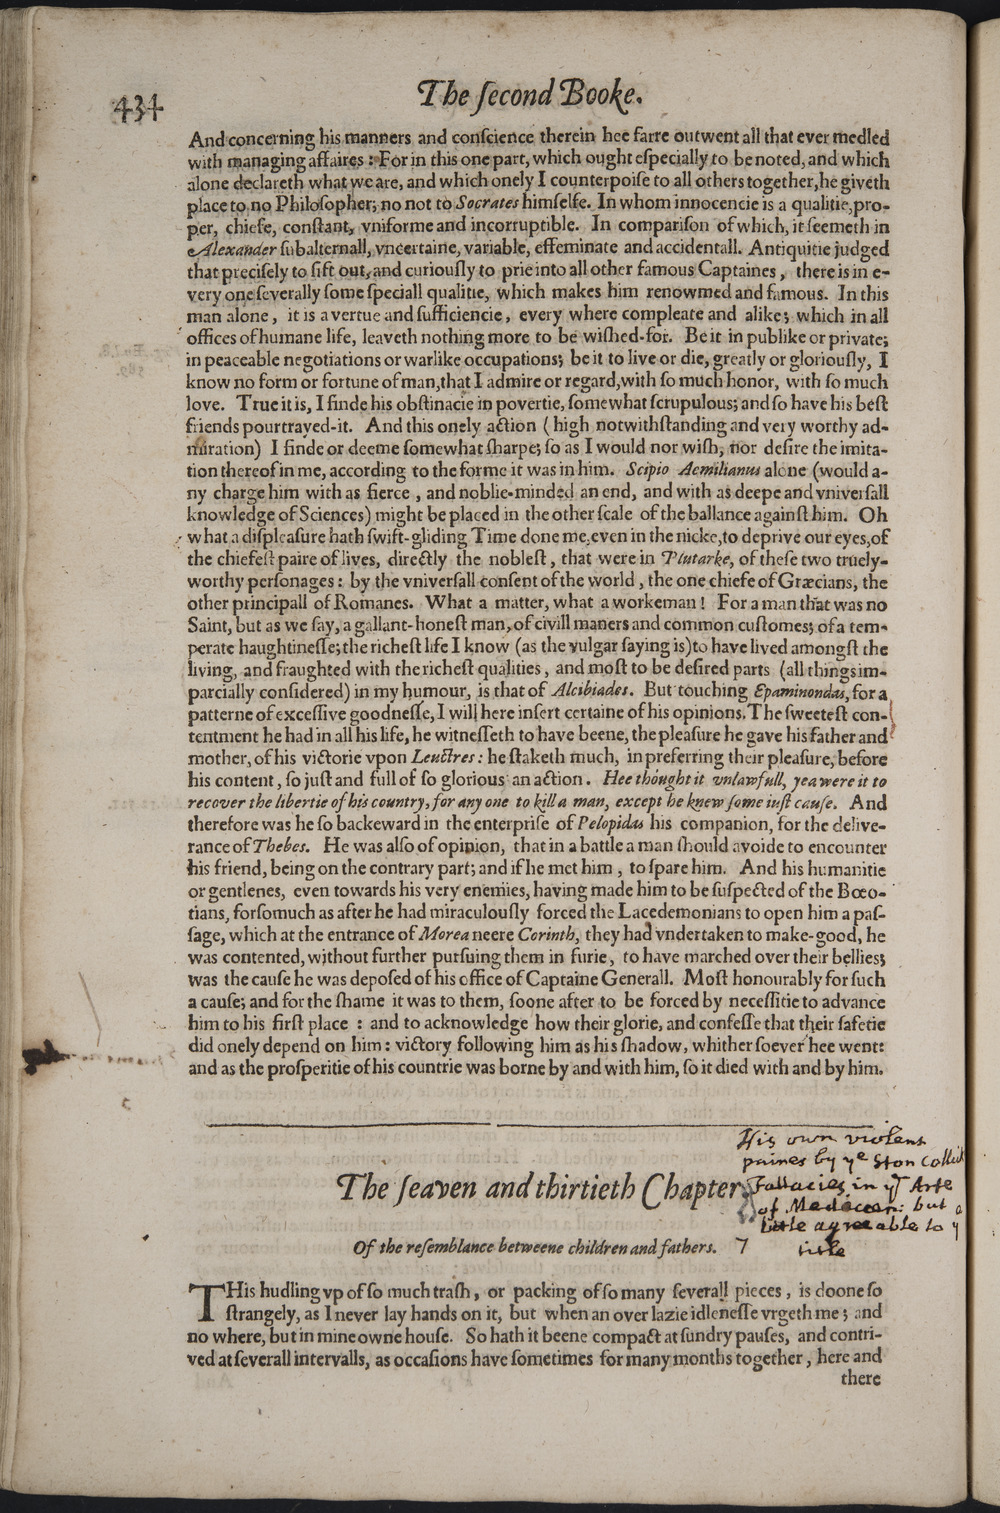 434
The ſecond Booke.
And concerning his manners and conſcience therein hee farre outwent all that ever medled
with managing affaires : For in this one part, which ought eſpecially to be noted, and which
alone declareth what we are, and which onely I counterpoiſe to all others together, he giveth
place to no Philoſopher; no not to Socrates himſelfe. In whom innocencie is a qualitie, pro-
per, chiefe, conſtant, vniforme and incorruptible. In compariſon of which, it ſeemeth in
Alexander ſubalternall, vncertaine, variable, effeminate and accidentall. Antiquitie judged
that preciſely to ſift out, and curiouſly to prie into all other famous Captaines, there is in e-
very one ſeverally ſome ſpeciall qualitie, which makes him renowmed and famous. In this
man alone, it is a vertue and ſufficiencie, every where compleate and alike; which in all
offices of humane life, leaveth nothing more to be wiſhed-for. Be it in publike or private;
in peaceable negotiations or warlike occupations; be it to live or die, greatly or gloriouſly, I
know no form or fortune of man, that I admire or regard, with ſo much honor, with ſo much
love. True it is, I finde his obſtinacie in povertie, ſomewhat ſcrupulous; and ſo have his beſt
friends pourtrayed-it. And this onely action ( high notwithſtanding and very worthy ad-
miration) I finde or deeme ſomewhat ſharpe; ſo as I would nor wiſh, nor deſire the imita-
tion thereof in me, according to the forme it was in him. Scipio Aemilianus alone (would a-
ny charge him with as fierce, and noblie-minded an end, and with as deepe and vniverſall
knowledge of Sciences) might be placed in the other ſcale of the ballance againſt him. Oh
what a diſpleaſure hath ſwift-gliding Time done me, even in the nicke, to deprive our eyes, of
the chiefeſt paire of lives, directly the nobleſt, that were in Plutarke, of theſe two truely-
worthy perſonages : by the vniverſall conſent of the world, the one chiefe of Græcians, the
other principall of Romanes. What a matter, what a workeman! For a man that was no
Saint, but as we ſay, a gallant-honeſt man, of civill maners and common cuſtomes; of a tem-
perate haughtineſſe; the richeſt life I know (as the vulgar ſaying is) to have lived amongſt the
living, and fraughted with the richeſt qualities, and moſt to be deſired parts (all things im-
parcially conſidered) in my humour, is that of Alcibiades. But touching Epaminondas, for a
patterne of exceſſive goodneſſe, I will here inſert certaine of his opinions. The ſweeteſt con-
tentment he had in all his life, he witneſſeth to have beene, the pleaſure he gave his father and
mother, of his victorie vpon Leuctres : he ſtaketh much, in preferring their pleaſure, before
his content, ſo juſt and full of ſo glorious an action. Hee thought it vnlawfull, yea were it to
recover the libertie of his country, for any one to kill a man, except he knew ſome iuſt cauſe. And
therefore was he ſo backeward in the enterpriſe of Pelopidas his companion, for the delive-
rance of Thebes. He was alſo of opinion, that in a battle a man ſhould avoide to encounter
his friend, being on the contrary part; and if he met him, to ſpare him. And his humanitie
or gentlenes, even towards his very enemies, having made him to be ſuſpected of the Bœo-
tians, forſomuch as after he had miraculouſly forced the Lacedemonians to open him a paſ-
ſage, which at the entrance of Morea neere Corinth, they had vndertaken to make-good, he
was contented, without further purſuing them in furie, to have marched over their bellies;
was the cauſe he was depoſed of his office of Captaine Generall. Moſt honourably for ſuch
a cauſe; and for the ſhame it was to them, ſoone after to be forced by neceſſitie to advance
him to his firſt place : and to acknowledge how their glorie, and confeſſe that their ſafetie
did onely depend on him : victory following him as his ſhadow, whither ſoever hee went:
and as the proſperitie of his countrie was borne by and with him, ſo it died with and by him.
His own violent
paines by yͤ Ston
The ſeaven and thirtieth Chapter.
Fallacies in yͬ Arte
of but a
little agreeable to y
title
Of the reſemblance betweene children and fathers. 7
THis hudling vp of ſo much traſh, or packing of ſo many ſeverall pieces, is doone ſo
ſtrangely, as I never lay hands on it, but when an over lazie idleneſſe vrgeth me; and
no where, but in mine owne houſe. So hath it beene compact at ſundry pauſes, and contri-
ved at ſeverall intervalls, as occaſions have ſometimes for many months together, here and
there